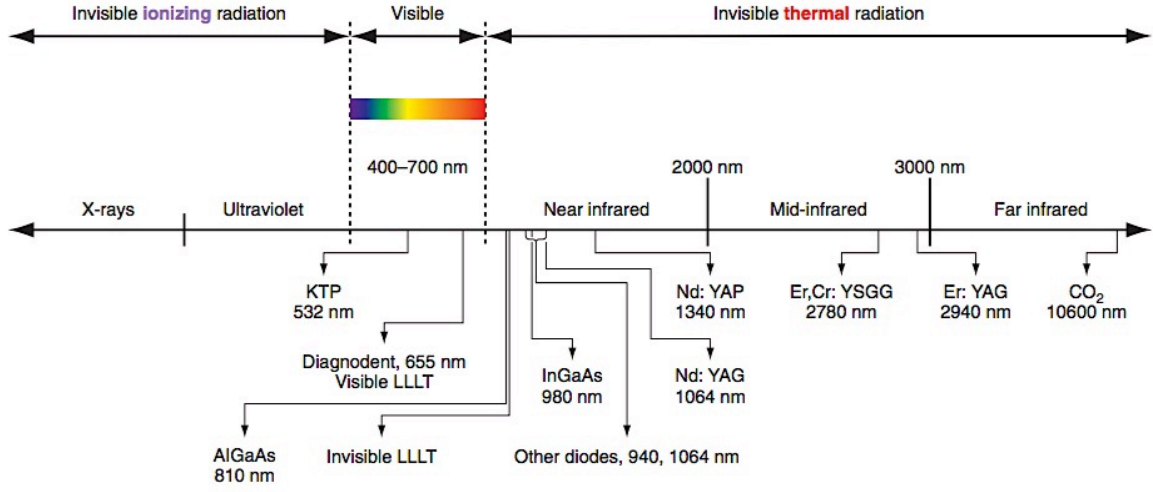 Invisible ionizing radiation
Visible
Invisible thermal radiation
400–700 nm
2000 nm
3000 nm
X-rays
Ultraviolet
Near infrared
Mid-infrared
Far infrared
KTP
532 nm
Nd: YAP
1340 nm
Er,Cr: YSGG
2780 nm
Er: YAG
2940 nm
CO₂
10600 nm
Diagnodent, 655 nm
Visible LLLT
InGaAs
980 nm
Nd: YAG
1064 nm
AlGaAs
810 nm
Invisible LLLT
Other diodes, 940, 1064 nm